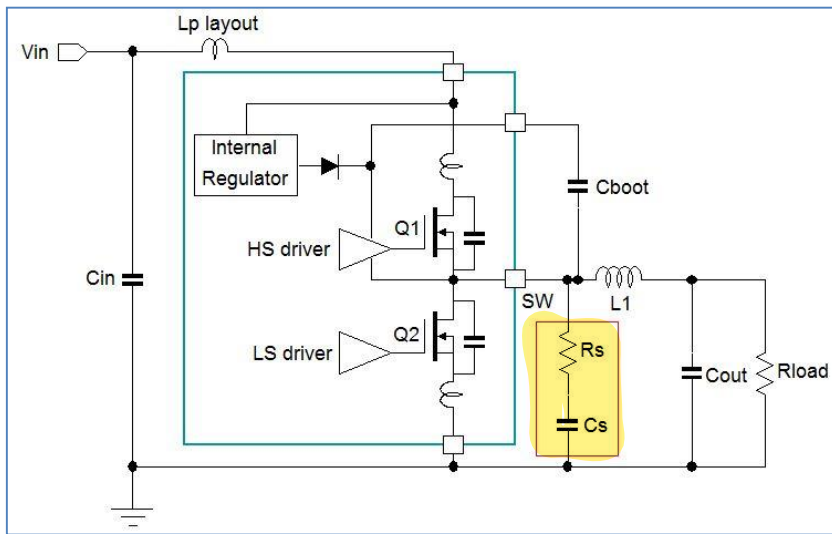 Lp layout
Vin
Internal
Regulator
Cboot
Q1
HS driver
Cin
SW
L1
Q2
LS driver
Rs
Cout
Rload
Cs